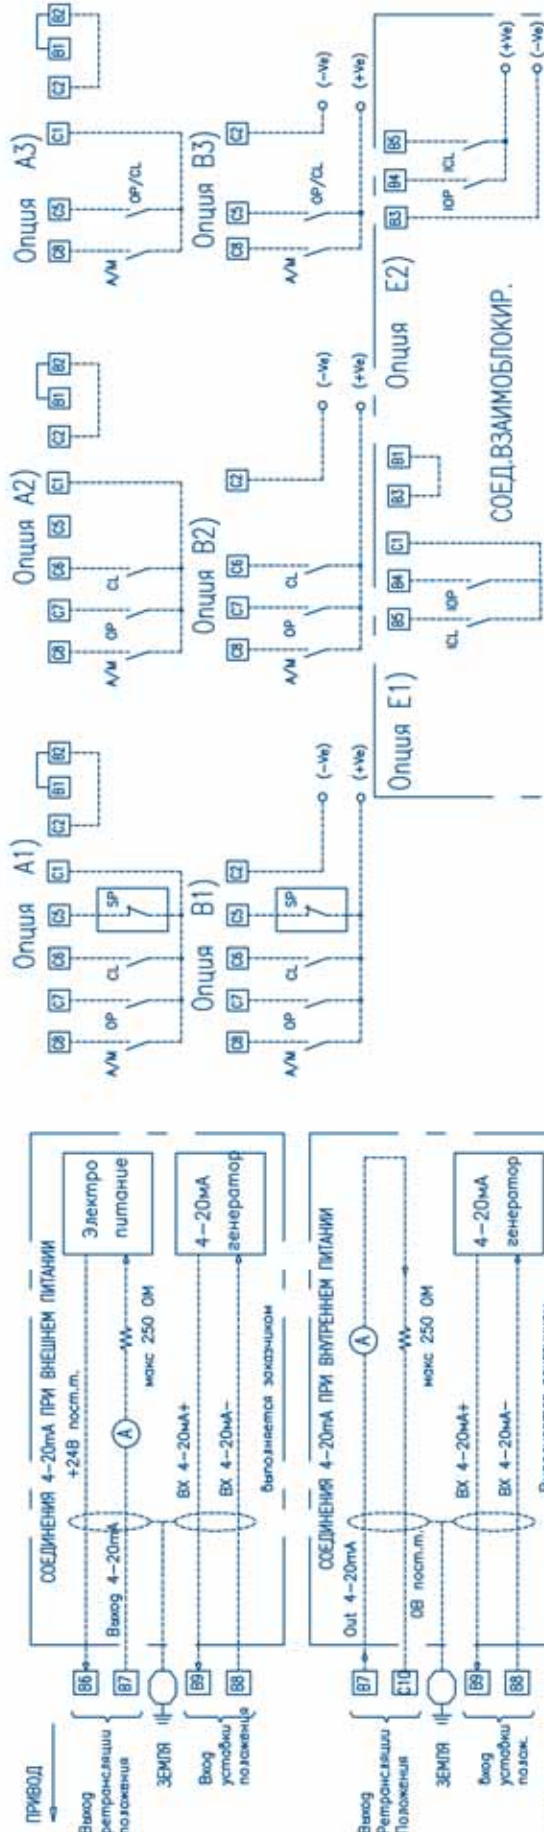 ПРИВОД
СОЕДИНЕНИЯ 4-20mA ПРИ ВНЕШНЕМ ПИТАНИИ
+24В пост.т.
B6
B7
Выход
ретрансляции
положения
Выход 4-20mA
A
макс 250 ОМ
Электро
питание
ЗЕМЛЯ
B9
B8
Вход
уставки
положения
ВХ 4-20мА+
ВХ 4-20мА-
4-20мА
генератор
выполняется заказчиком
СОЕДИНЕНИЯ 4-20mA ПРИ ВНУТРЕННЕМ ПИТАНИИ
Out 4-20mA
B7
C10
Выход
Ретрансляции
Положения
0В пост.т.
A
макс 250 ОМ
ЗЕМЛЯ
B9
B8
вход
уставки
полож.
ВХ 4-20мА+
ВХ 4-20мА-
4-20мА
генератор
Опция A1)
C8 C7 C6 C5 C1 C2 B1 B2
A/M OP CL SP
Опция B1)
C8 C7 C6 C5 C2
A/M OP CL SP
(-Ve)
(+Ve)
Опция A2)
C8 C7 C6 C5 C1 C2 B1 B2
A/M OP CL
Опция B2)
C8 C7 C6 C2
A/M OP CL
(-Ve)
(+Ve)
Опция A3)
C8 C5 C1 C2 B1 B2
A/M OP/CL
Опция B3)
C8 C5 C2
A/M OP/CL
(-Ve)
(+Ve)
Опция E1)
B5 B4 C1 B3 B1
ICL IOP
Опция E2)
B3 B4 B5
IOP ICL
(+Ve)
(-Ve)
СОЕД.ВЗАИМОБЛОКИР.